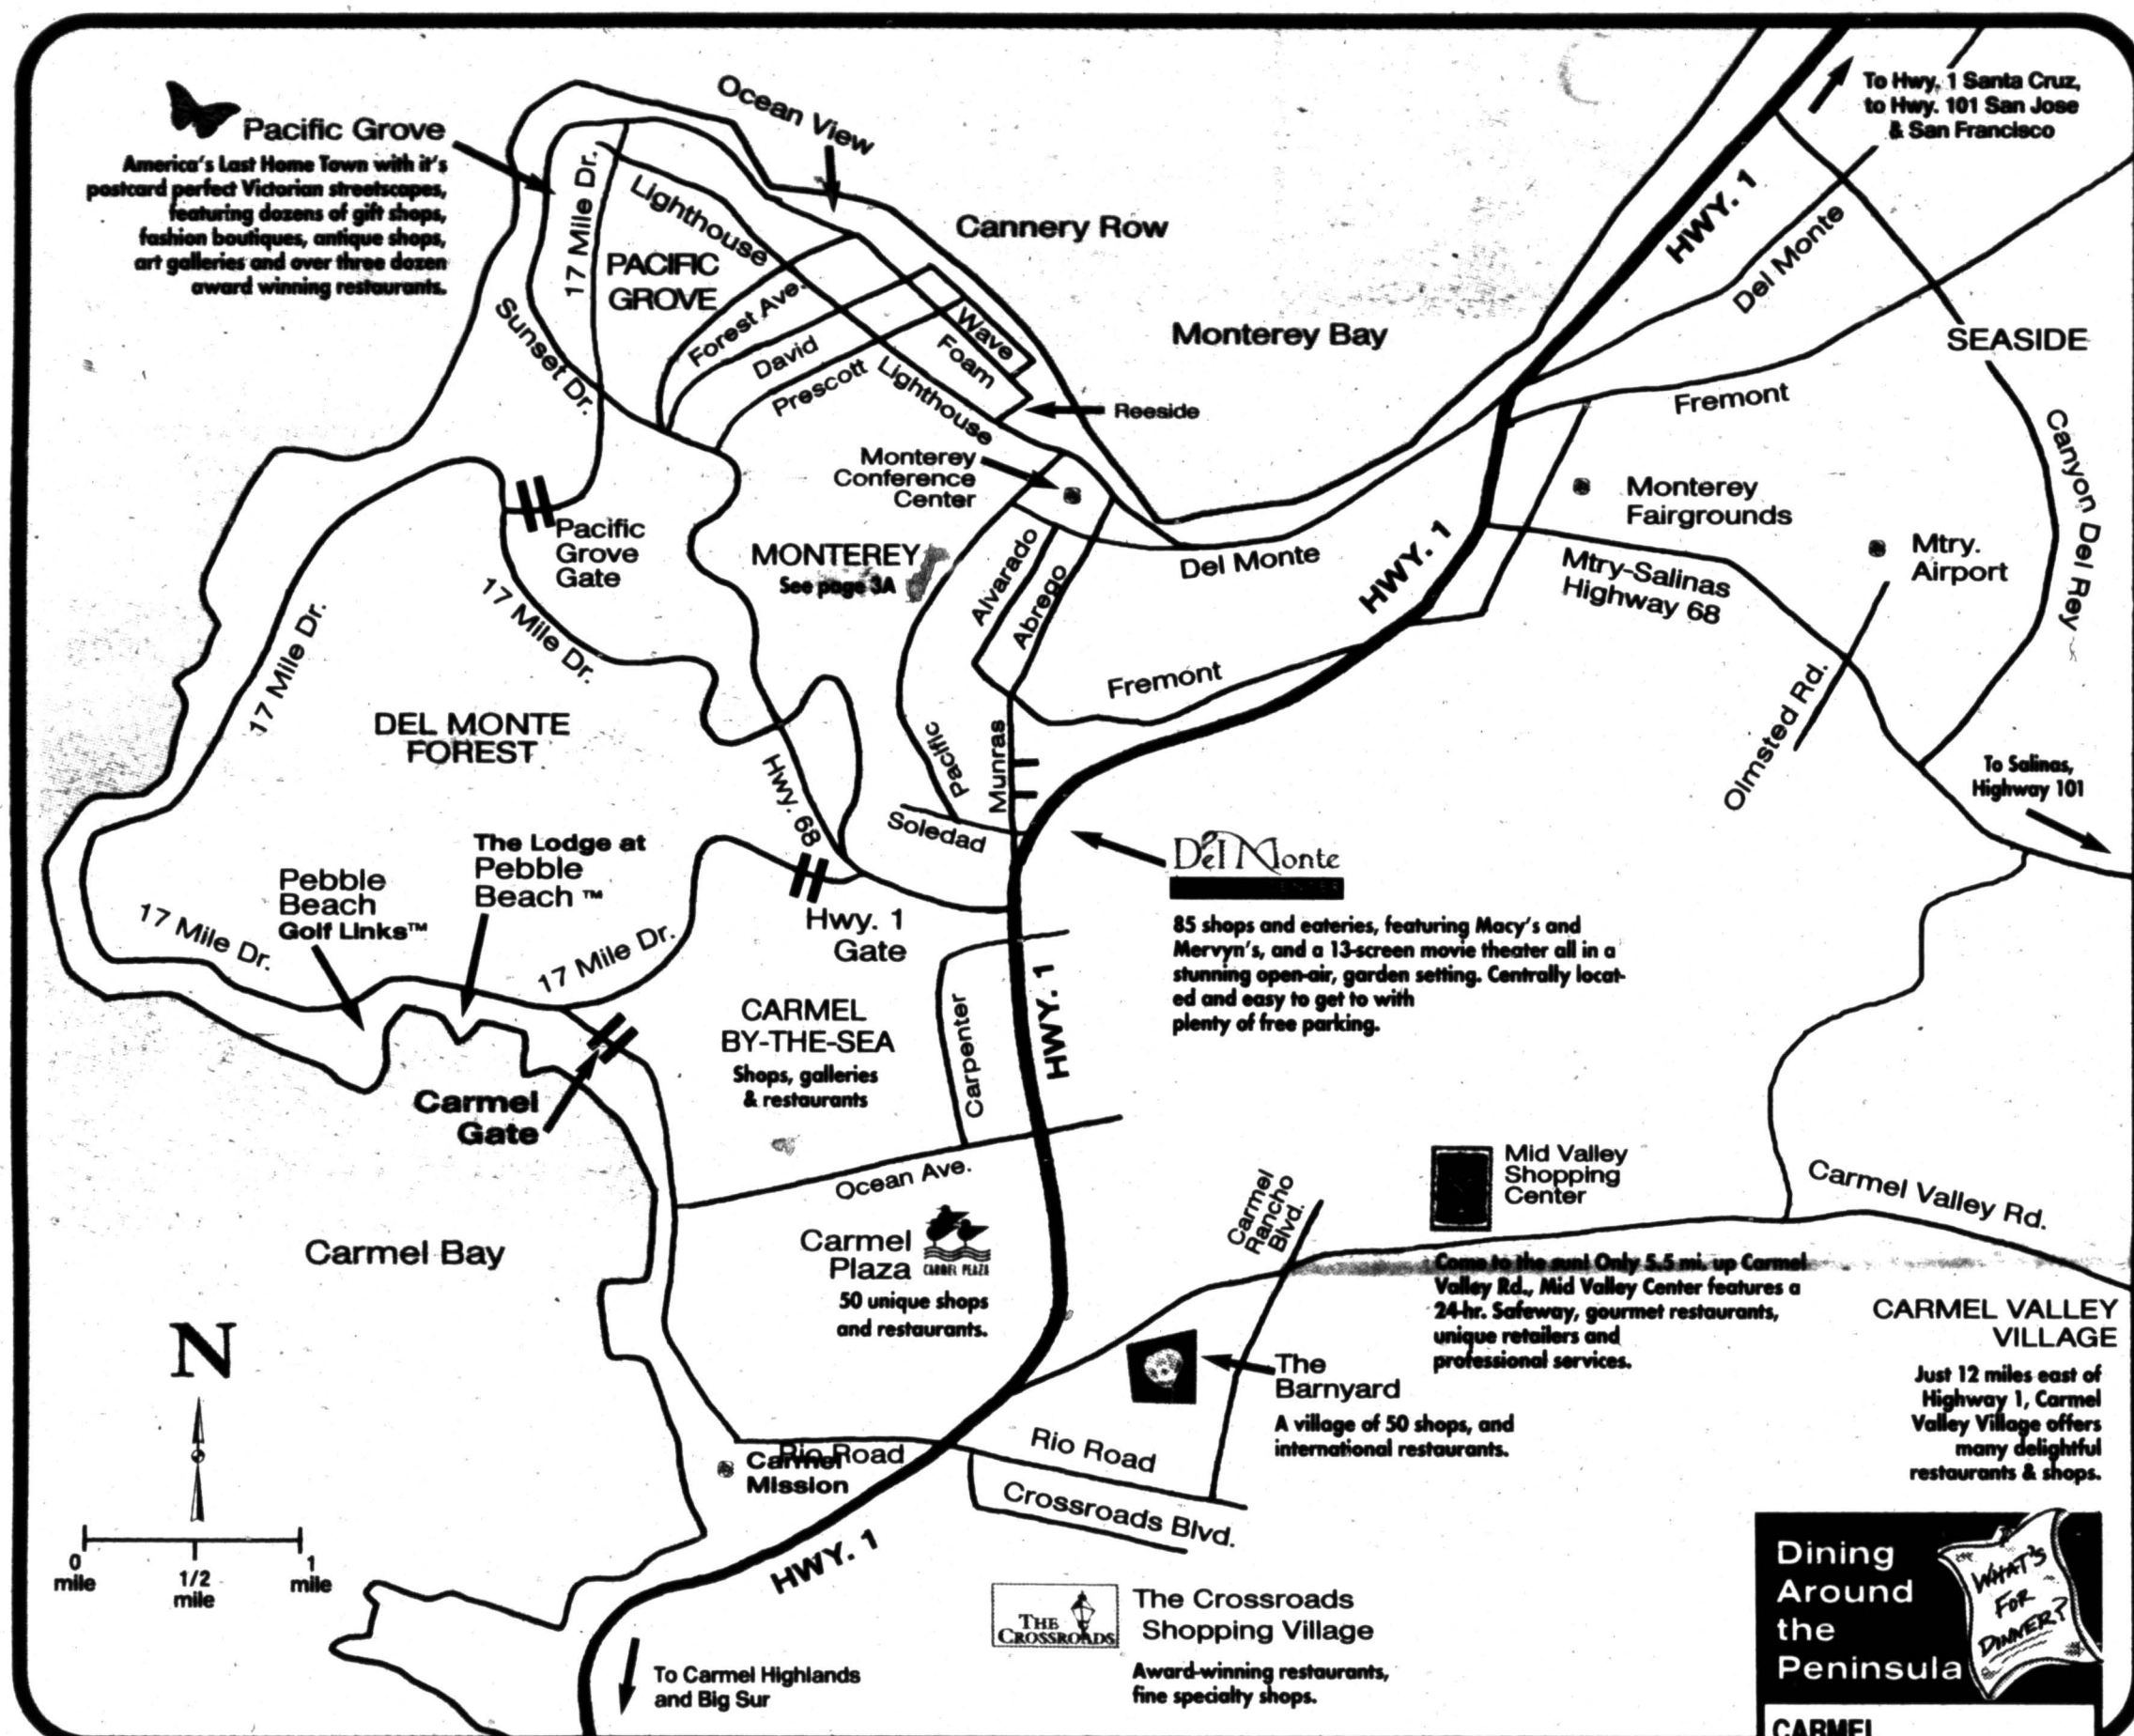 Pacific Grove
America's Last Home Town with it's
postcard perfect Victorian streetscapes,
featuring dozens of gift shops,
fashion boutiques, antique shops,
art galleries and over three dozen
award winning restaurants.
Ocean View
To Hwy. 1 Santa Cruz,
to Hwy. 101 San Jose
& San Francisco
17 Mile Dr.
Lighthouse
PACIFIC
GROVE
Cannery Row
HWY. 1
Del Monte
Sunset Dr.
Forest Ave.
David
Prescott
Lighthouse
Wave
Foam
Reeside
Monterey Bay
SEASIDE
Fremont
Canyon Del Rey
Monterey
Conference
Center
Monterey
Fairgrounds
Mtry.
Airport
Pacific
Grove
Gate
MONTEREY
See page 3A
Alvarado
Abrego
Del Monte
HWY. 1
Mtry-Salinas
Highway 68
17 Mile Dr.
17 Mile Dr.
Fremont
Olmsted Rd.
DEL MONTE
FOREST
Pacific
Munras
Hwy. 68
Soledad
To Salinas,
Highway 101
The Lodge at
Pebble
Beach ™
Pebble
Beach
Golf Links™
Del Monte
17 Mile Dr.
17 Mile Dr.
Hwy. 1
Gate
85 shops and eateries, featuring Macy's and
Mervyn's, and a 13-screen movie theater all in a
stunning open-air, garden setting. Centrally locat-
ed and easy to get to with
plenty of free parking.
CARMEL
BY-THE-SEA
Shops, galleries
& restaurants
Carpenter
HWY. 1
Carmel
Gate
Ocean Ave.
Carmel
Rancho
Blvd.
Mid Valley
Shopping
Center
Carmel Valley Rd.
Carmel Bay
Carmel
Plaza
CARMEL PLAZA
50 unique shops
and restaurants.
Come to the sun! Only 5.5 mi. up Carmel
Valley Rd., Mid Valley Center features a
24-hr. Safeway, gourmet restaurants,
unique retailers and
professional services.
CARMEL VALLEY
VILLAGE
Just 12 miles east of
Highway 1, Carmel
Valley Village offers
many delightful
restaurants & shops.
N
The
Barnyard
A village of 50 shops, and
international restaurants.
Rio Road
Carmel
Mission
Rio Road
Crossroads Blvd.
HWY. 1
0
mile
1/2
mile
1
mile
THE
CROSSROADS
The Crossroads
Shopping Village
Award-winning restaurants,
fine specialty shops.
To Carmel Highlands
and Big Sur
Dining
Around
the
Peninsula
WHAT'S
FOR
DINNER?
CARMEL